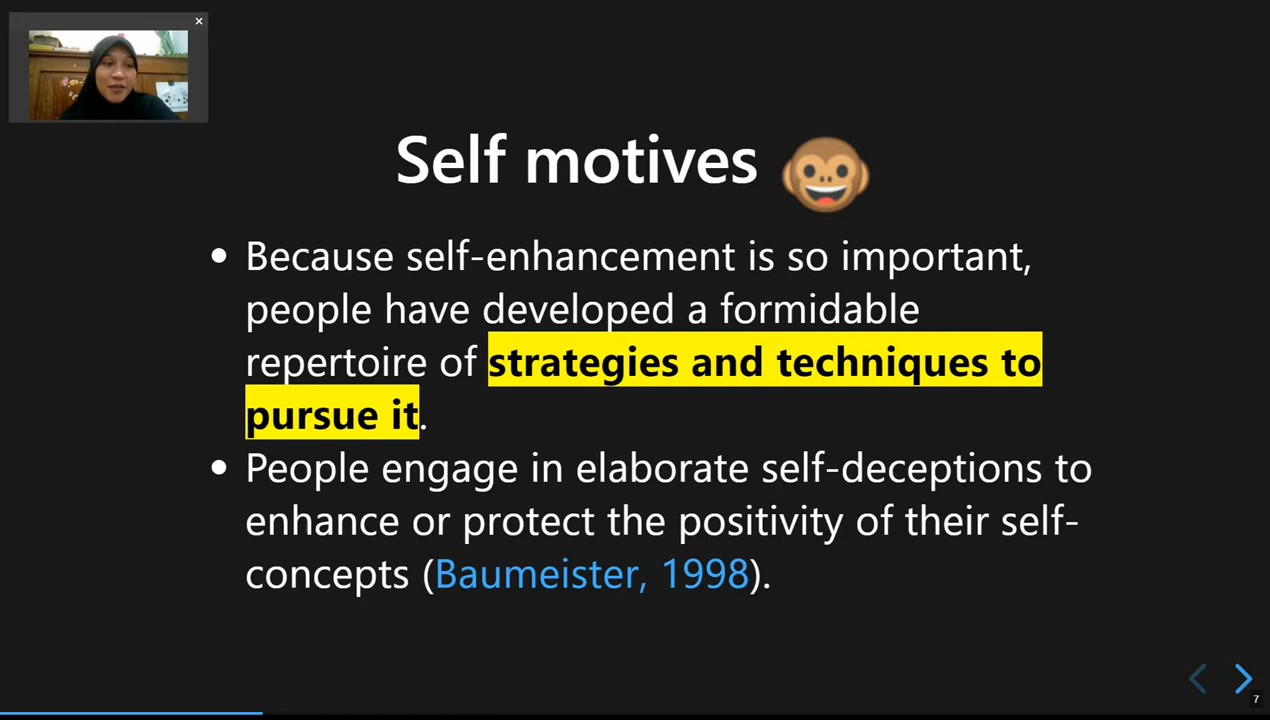 Self motives
Because self-enhancement is so important,
people have developed a formidable
repertoire of strategies and techniques to
pursue it.
People engage in elaborate self-deceptions to
enhance or protect the positivity of their self-
concepts (Baumeister, 1998).
7